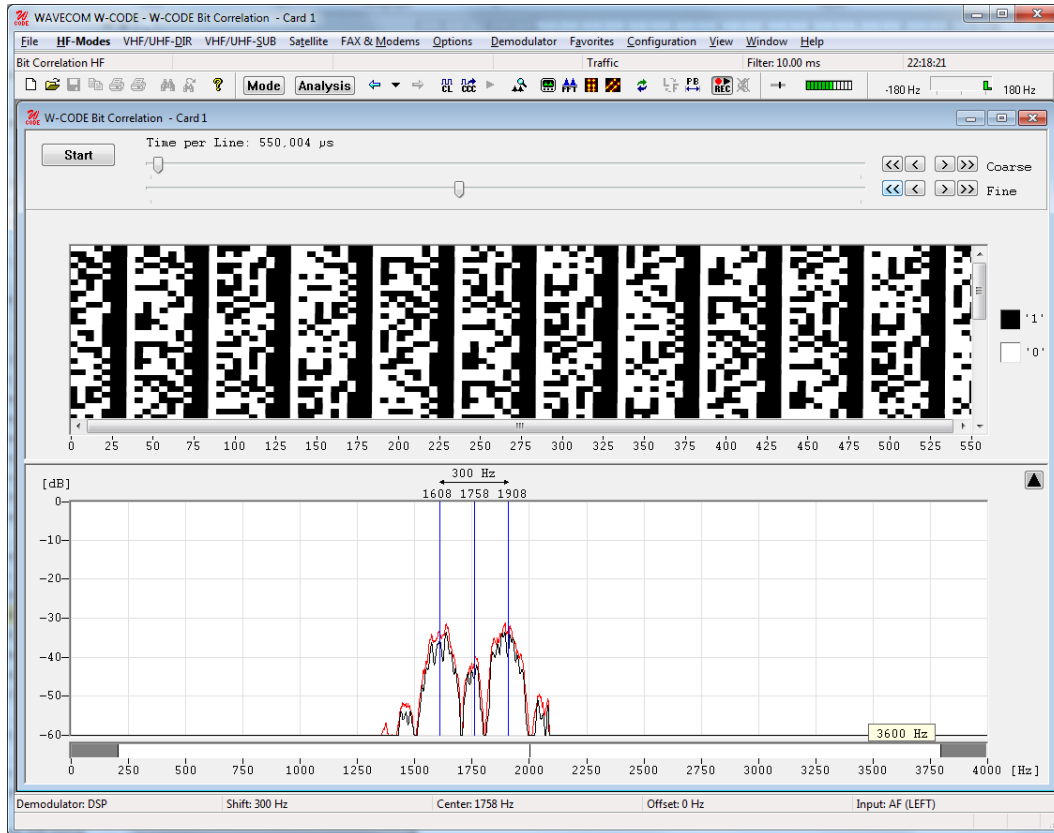 W CODE WAVECOM W-CODE - W-CODE Bit Correlation - Card 1
File HF-Modes VHF/UHF-DIR VHF/UHF-SUB Satellite FAX & Modems Options Demodulator Favorites Configuration View Window Help
Bit Correlation HF Traffic Filter: 10.00 ms 22:18:21
Mode Analysis CL CCC REC -180 Hz 180 Hz
W CODE W-CODE Bit Correlation - Card 1
Time per Line: 550,004 µs
Start
<< < > >> Coarse
<< < > >> Fine
'1'
'0'
0 25 50 75 100 125 150 175 200 225 250 275 300 325 350 375 400 425 450 475 500 525 550
300 Hz
[dB]
1608 1758 1908
0
-10
-20
-30
-40
-50
-60
3600 Hz
0 250 500 750 1000 1250 1500 1750 2000 2250 2500 2750 3000 3250 3500 3750 4000 [Hz]
Demodulator: DSP Shift: 300 Hz Center: 1758 Hz Offset: 0 Hz Input: AF (LEFT)